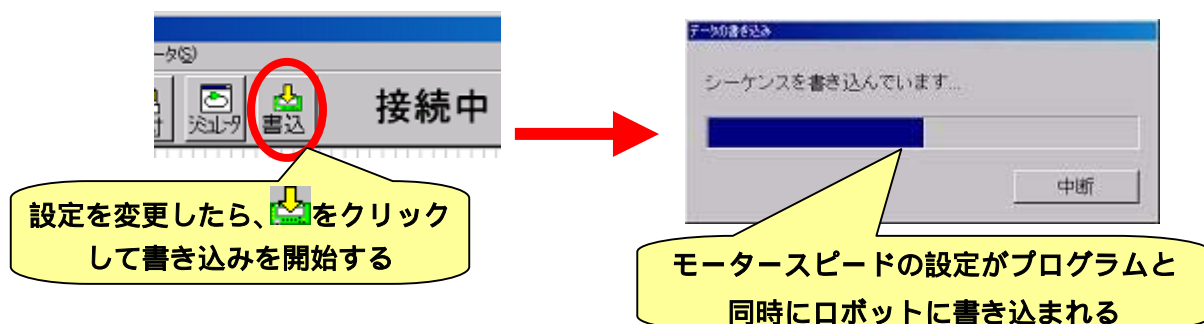 ータ(S)
シミュレータ
書込
接続中
設定を変更したら、をクリック
して書き込みを開始する
データの書き込み
シーケンスを書き込んでいます...
中断
モータースピードの設定がプログラムと
同時にロボットに書き込まれる